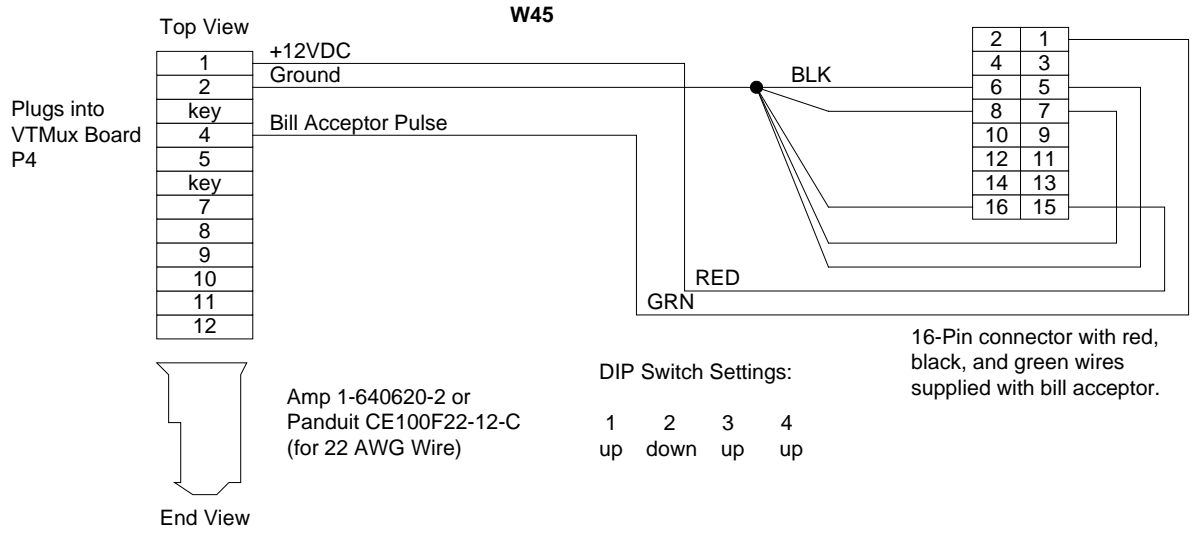 W45
Top View
Plugs into
VTMux Board
P4
1
2
key
4
5
key
7
8
9
10
11
12
+12VDC
Ground
Bill Acceptor Pulse
BLK
RED
GRN
2 1
4 3
6 5
8 7
10 9
12 11
14 13
16 15
16-Pin connector with red,
black, and green wires
supplied with bill acceptor.
Amp 1-640620-2 or
Panduit CE100F22-12-C
(for 22 AWG Wire)
End View
DIP Switch Settings:
1 2 3 4
up down up up